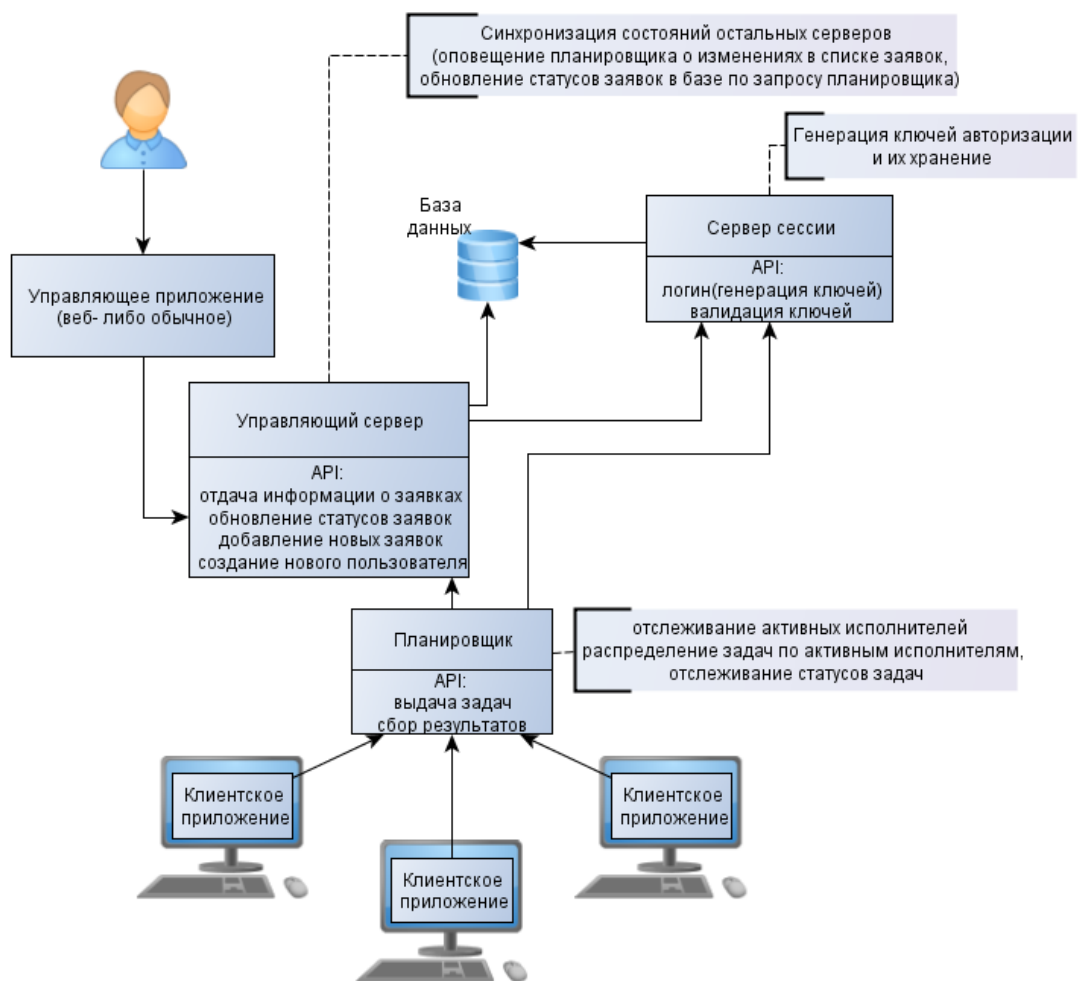 Синхронизация состояний остальных серверов
(оповещение планировщика о изменениях в списке заявок,
обновление статусов заявок в базе по запросу планировщика)
Генерация ключей авторизации
и их хранение
База
данных
Сервер сессии
API:
логин(генерация ключей)
валидация ключей
Управляющее приложение
(веб- либо обычное)
Управляющий сервер
API:
отдача информации о заявках
обновление статусов заявок
добавление новых заявок
создание нового пользователя
Планировщик
API:
выдача задач
сбор результатов
отслеживание активных исполнителей
распределение задач по активным исполнителям,
отслеживание статусов задач
Клиентское
приложение
Клиентское
приложение
Клиентское
приложение